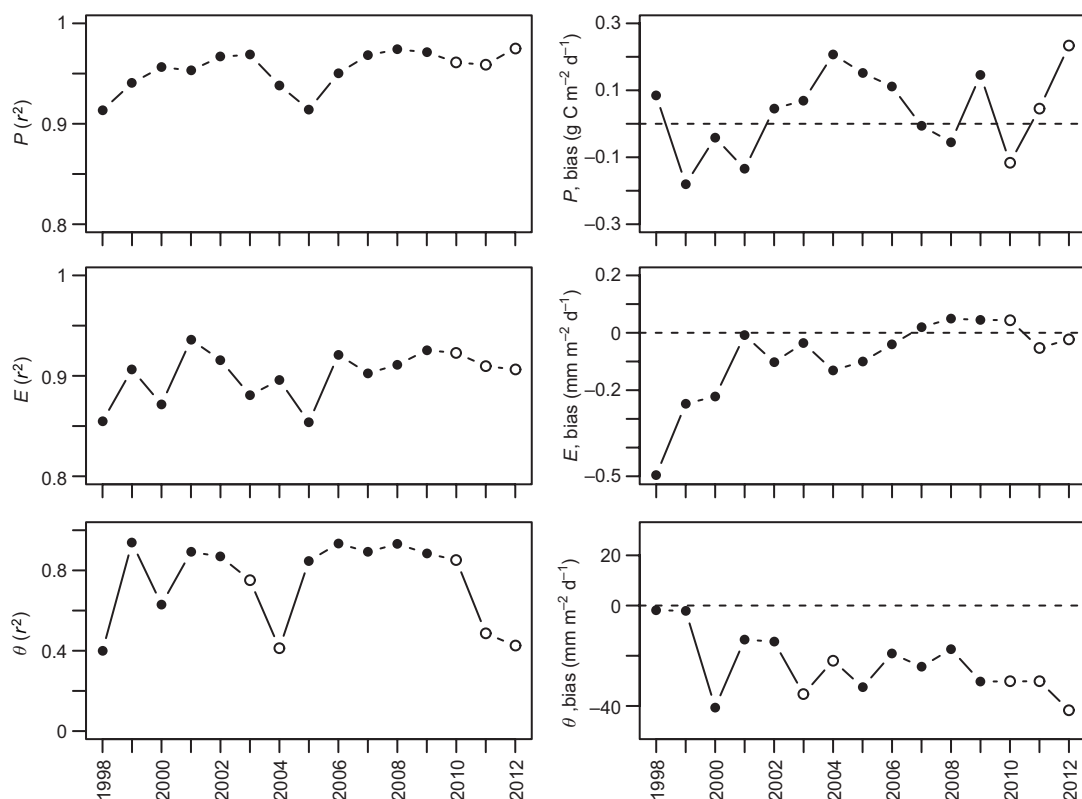 P (r²)
1
0.9
0.8
P, bias (g C m⁻² d⁻¹)
0.3
0.1
–0.1
–0.3
E (r²)
1
0.9
0.8
E, bias (mm m⁻² d⁻¹)
0.2
0
–0.2
–0.5
θ (r²)
0.8
0.4
0
θ ,bias (mm m⁻² d⁻¹)
20
0
–40
1998 2000 2002 2004 2006 2008 2010 2012
1998 2000 2002 2004 2006 2008 2010 2012